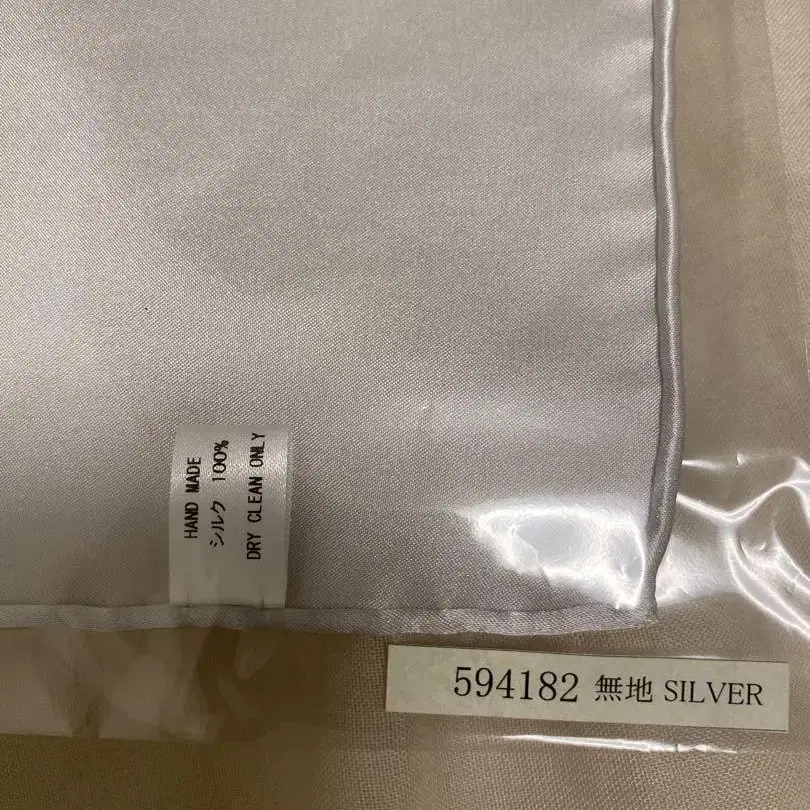 HAND MADE
シルク 100%
DRY CLEAN ONLY
594182 無地 SILVER